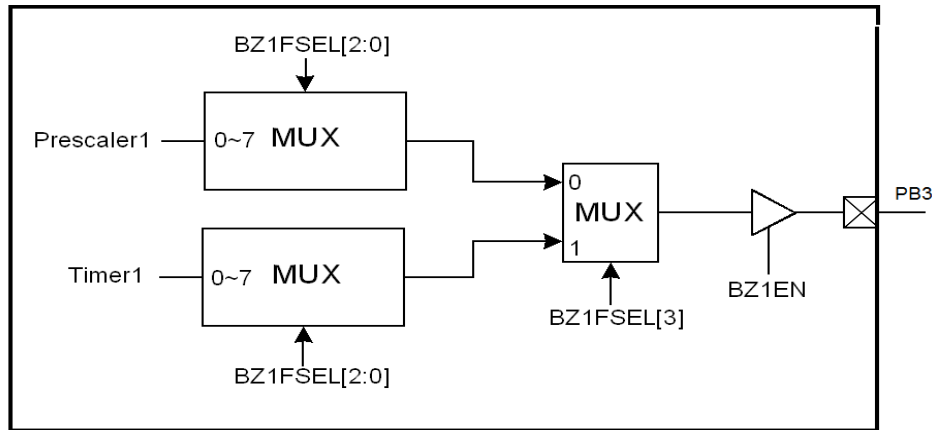 BZ1FSEL[2:0]
Prescaler1
0~7 MUX
0
MUX
1
PB3
Timer1
0~7 MUX
BZ1EN
BZ1FSEL[3]
BZ1FSEL[2:0]